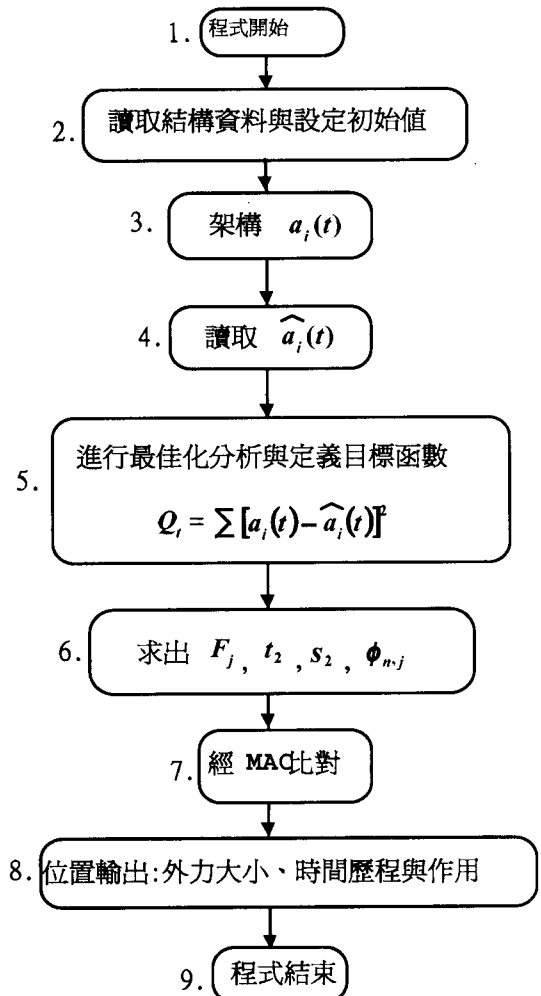 1. 程式開始
2. 讀取結構資料與設定初始值
3. 架構 a_i(t)
4. 讀取 \widehat{a_i}(t)
5. 進行最佳化分析與定義目標函數
Q_t = ∑[a_i(t)-\widehat{a_i}(t)]²
6. 求出 F_j , t_2 , s_2 , ϕ_{n,j}
7. 經 MAC比對
8. 位置輸出:外力大小、時間歷程與作用
9. 程式結束